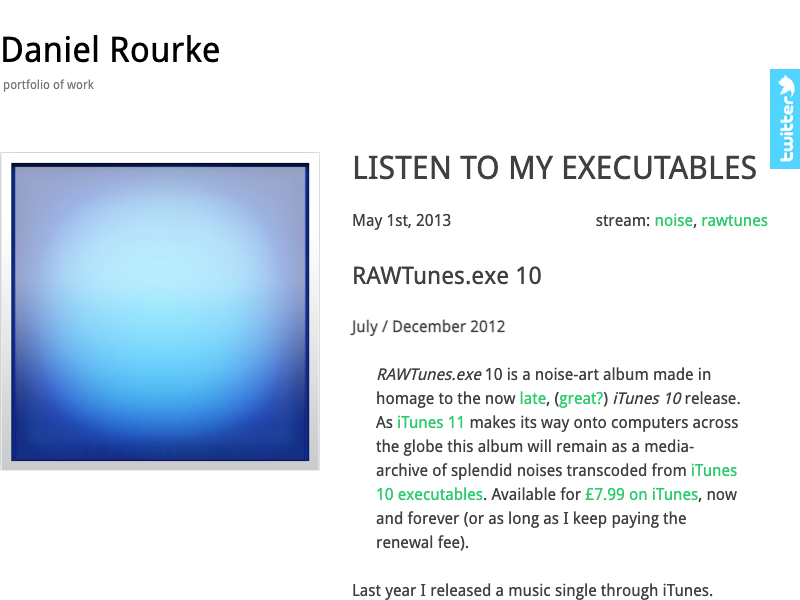 Daniel Rourke
portfolio of work
twitter
LISTEN TO MY EXECUTABLES
May 1st, 2013 stream: noise, rawtunes
RAWTunes.exe 10
July / December 2012
RAWTunes.exe 10 is a noise-art album made in
homage to the now late, (great?) iTunes 10 release.
As iTunes 11 makes its way onto computers across
the globe this album will remain as a media-
archive of splendid noises transcoded from iTunes
10 executables. Available for £7.99 on iTunes, now
and forever (or as long as I keep paying the
renewal fee).
Last year I released a music single through iTunes.